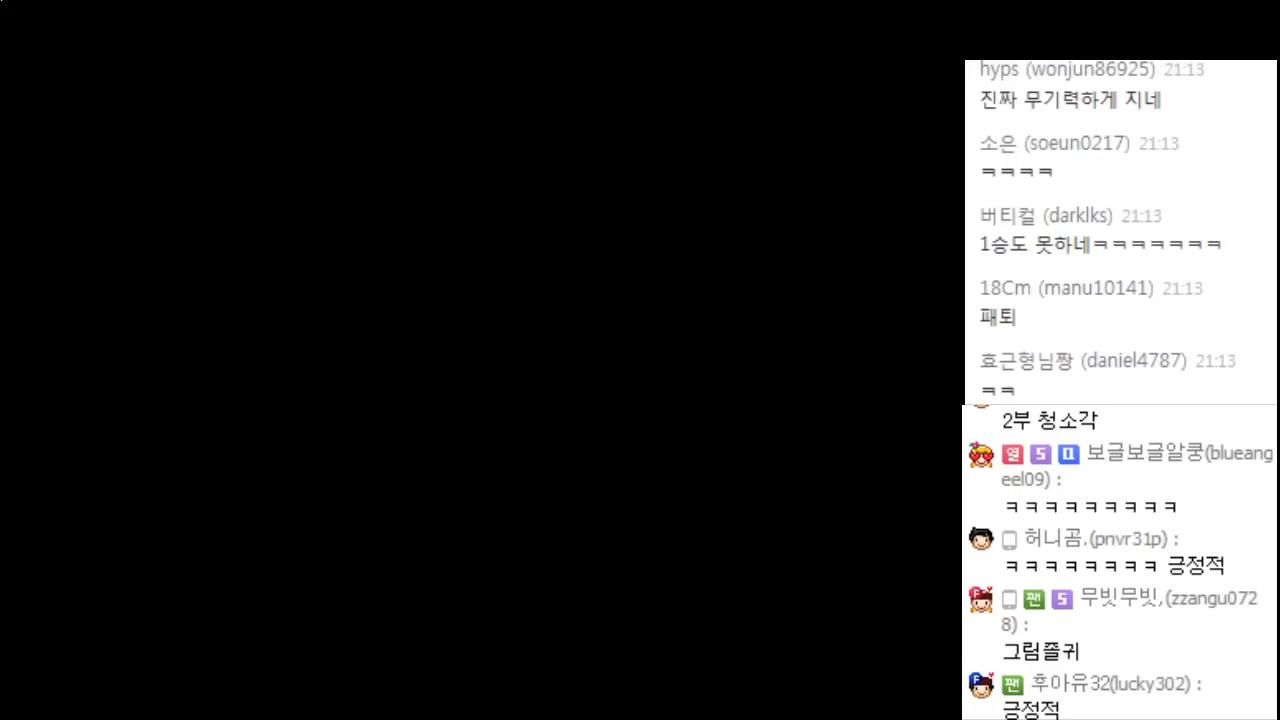 hyps (wonjun86925) 21:13
진짜 무기력하게 지네
소은 (soeun0217) 21:13
ㅋㅋㅋㅋ
버티컬 (darklks) 21:13
1승도 못하네ㅋㅋㅋㅋㅋㅋㅋ
18Cm (manu10141) 21:13
패퇴
효근형님짱 (daniel4787) 21:13
ㅋㅋ
2부 청소각
열 S 보글보글알쿵(blueang
eel09) :
ㅋㅋㅋㅋㅋㅋㅋㅋㅋ
허니곰.(pnvr31p) :
ㅋㅋㅋㅋㅋㅋㅋㅋ 긍정적
팬 S 무빗무빗,(zzangu072
8) :
그럼쫄귀
팬 후아유32(lucky302) :
긍정적